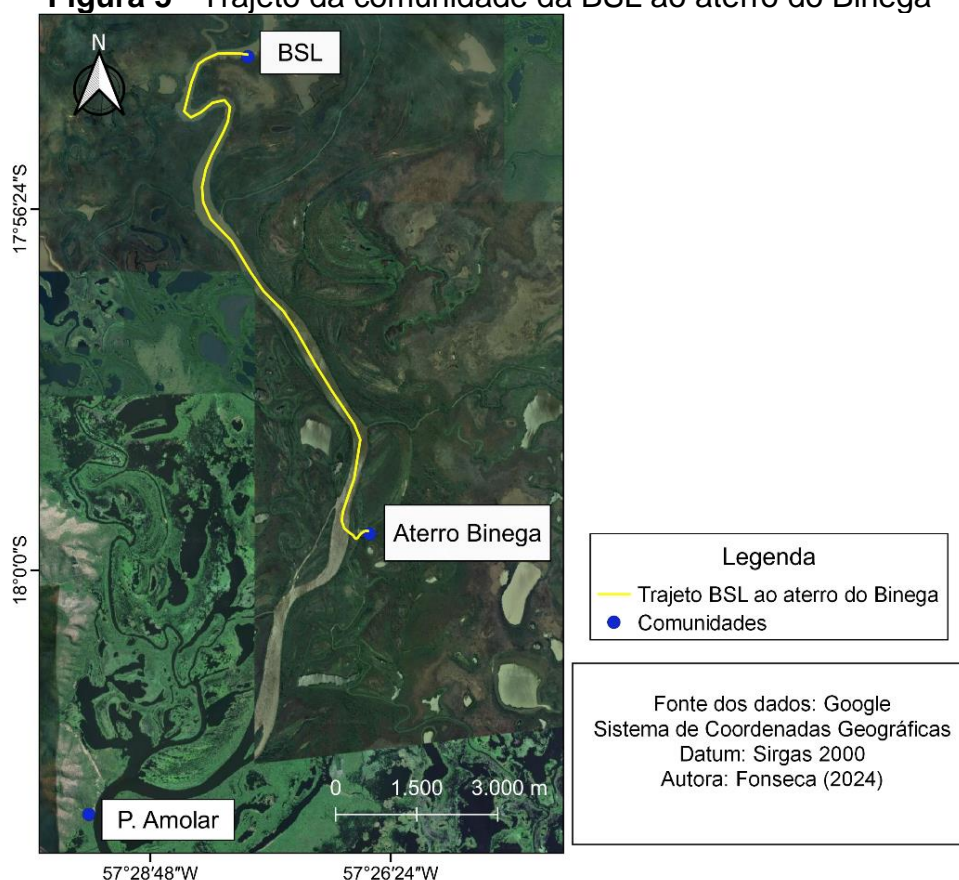 Figura 5 - Trajeto da comunidade da BSL ao aterro do Binega
N
BSL
17°56'24"S
Aterro Binega
18°0'0"S
Legenda
Trajeto BSL ao aterro do Binega
Comunidades
Fonte dos dados: Google
Sistema de Coordenadas Geográficas
Datum: Sirgas 2000
Autora: Fonseca (2024)
0 1.500 3.000 m
P. Amolar
57°28'48"W 57°26'24"W